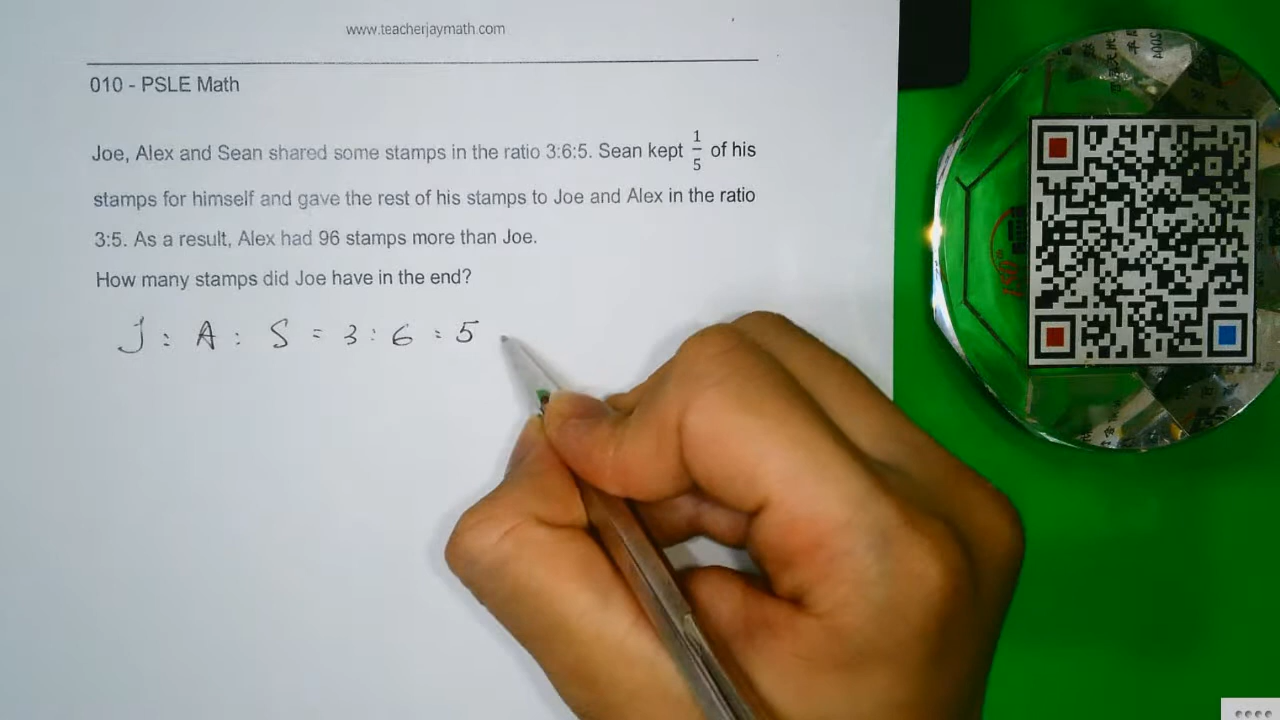 www.teacherjaymath.com
010 - PSLE Math
Joe, Alex and Sean shared some stamps in the ratio 3:6:5. Sean kept 1/5 of his
stamps for himself and gave the rest of his stamps to Joe and Alex in the ratio
3:5. As a result, Alex had 96 stamps more than Joe.
How many stamps did Joe have in the end?
J : A : S = 3 : 6 : 5